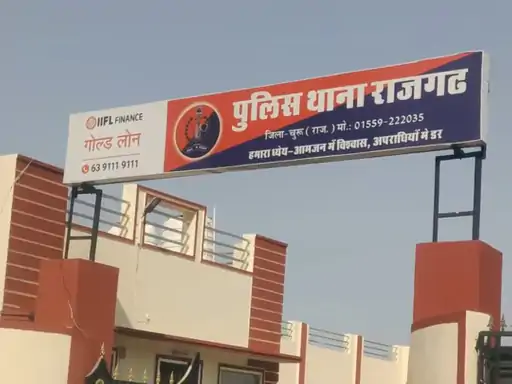 IIFL FINANCE
गोल्ड लोन
63 9111 9111
पुलिस थाना राजगढ
जिला-चुरू ( राज. ) मो.: 01559-222035
हमारा ध्येय-आमजन में विश्वास, अपराधियों मे डर